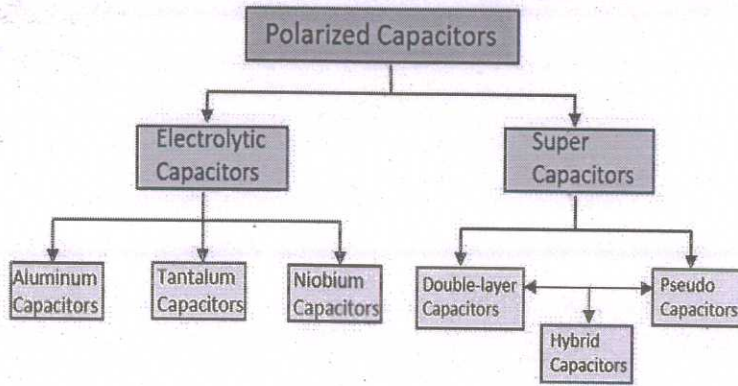 Polarized Capacitors
Electrolytic
Capacitors
Super
Capacitors
Aluminum
Capacitors
Tantalum
Capacitors
Niobium
Capacitors
Double-layer
Capacitors
Pseudo
Capacitors
Hybrid
Capacitors